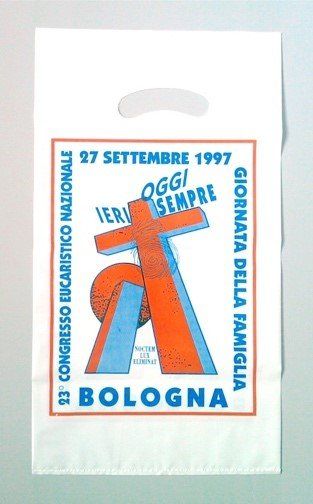 27 SETTEMBRE 1997
23° CONGRESSO EUCARISTICO NAZIONALE
GIORNATA DELLA FAMIGLIA
IERI
OGGI
SEMPRE
NOCTEM
LUX
ELIMINAT
BOLOGNA